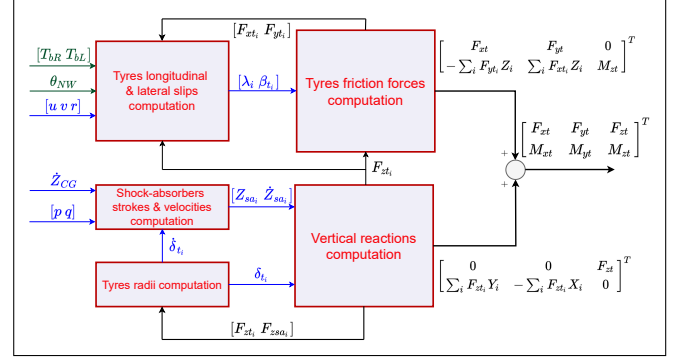 [F_{xt_i} F_{yt_i}]
[T_{bR} T_{bL}]
θ_{NW}
[u v r]
Tyres longitudinal
& lateral slips
computation
[λ_i β_{t_i}]
Tyres friction forces
computation
[F_{xt} F_{yt} 0
−∑_i F_{yt_i} Z_i ∑_i F_{xt_i} Z_i M_{zt}]^T
[F_{xt} F_{yt} F_{zt}
M_{xt} M_{yt} M_{zt}]^T
+
+
F_{zt_i}
Ż_{CG}
[p q]
Shock-absorbers
strokes & velocities
computation
[Z_{sa_i} Ż_{sa_i}]
Vertical reactions
computation
δ̇_{t_i}
Tyres radii computation
δ_{t_i}
[0 0 F_{zt}
∑_i F_{zt_i} Y_i −∑_i F_{zt_i} X_i 0]^T
[F_{zt_i} F_{zsa_i}]